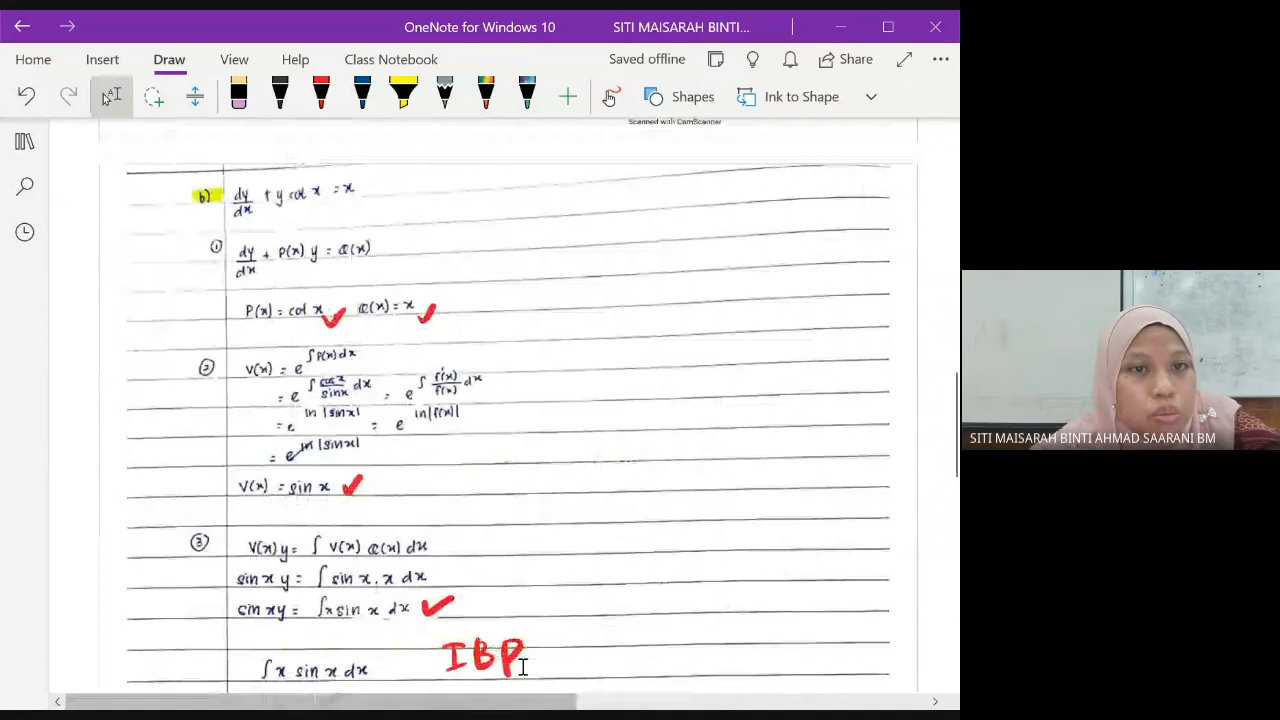 OneNote for Windows 10
SITI MAISARAH BINTI...
Home Insert Draw View Help Class Notebook Saved offline Share
Shapes Ink to Shape
Scanned with CamScanner
b) dy/dx + y cot x = x
① dy/dx + P(x) y = Q(x)
P(x) = cot x Q(x) = x
② V(x) = e^∫P(x)dx
= e^∫ cos x/sin x dx = e^∫ f'(x)/f(x) dx
= e^ln |sin x| = e^ln|f(x)|
= e^ln |sin x|
V(x) = sin x
③ V(x)y = ∫ V(x) Q(x) dx
sin x y = ∫ sin x . x dx
sin xy = ∫x sin x dx
IBP
∫ x sin x dx
SITI MAISARAH BINTI AHMAD SAARANI BM